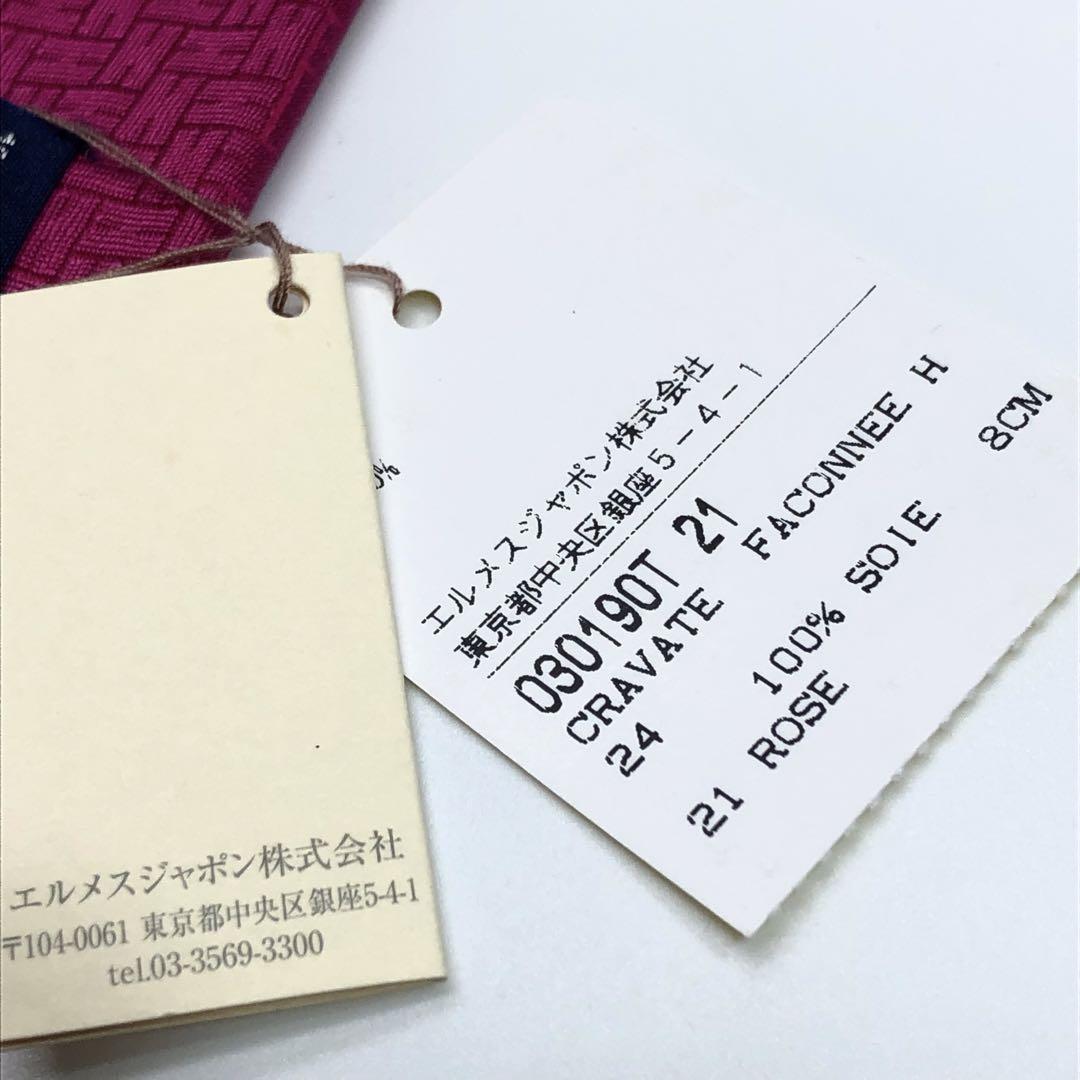 エルメスジャポン株式会社
東京都中央区銀座5-4-1
030190T 21
CRAVATE FACONNEE H
24 100% SOIE 8CM
21 ROSE
エルメスジャポン株式会社
〒104-0061 東京都中央区銀座5-4-1
tel.03-3569-3300